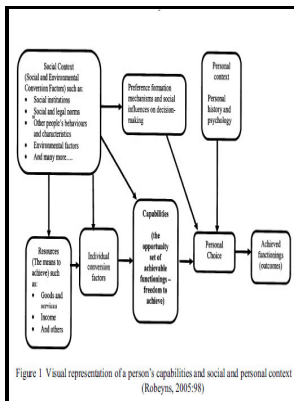 Social Context
(Social and Environmental
Conversion Factors) such as:
• Social institutions
• Social and legal norms
• Other people's behaviours
and characteristics
• Environmental factors
• And many more….
Preference formation
mechanisms and social
influences on decision-
making
Personal
context
Personal
history and
psychology
Resources
(The means to
achieve) such
as:
• Goods and
services
• Income
• And others
Individual
conversion
factors
Capabilities
(the
opportunity
set of
achievable
functionings –
freedom to
achieve)
Personal
Choice
Achieved
functionings
(outcomes)
Figure 1 Visual representation of a person's capabilities and social and personal context
(Robeyns, 2005:98)